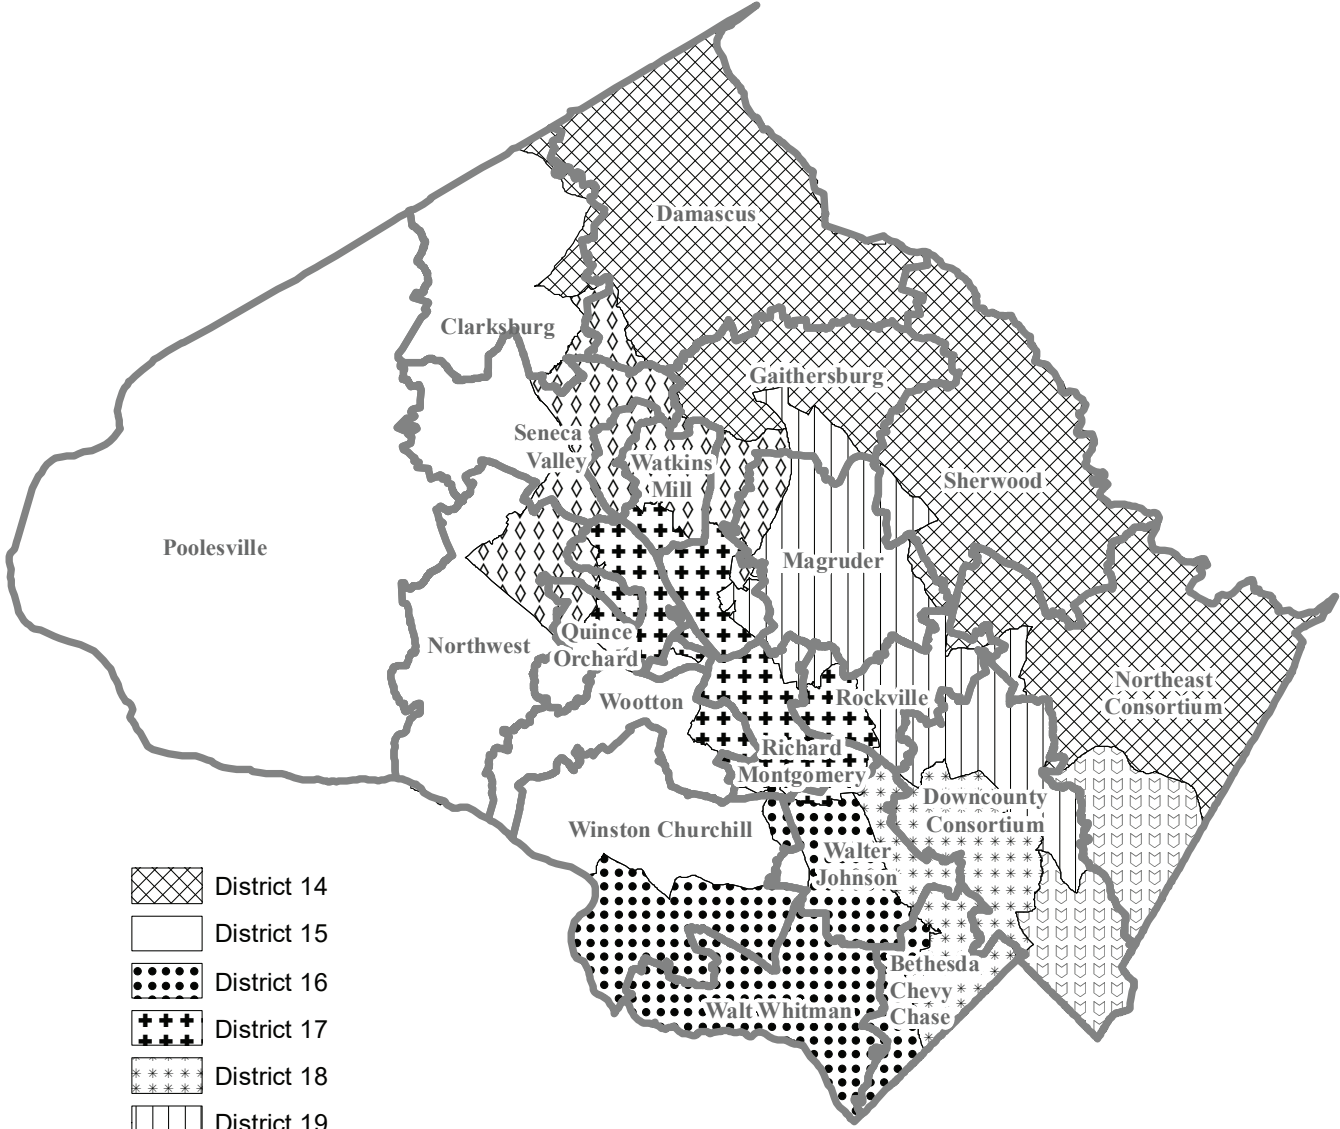 Damascus
Clarksburg
Gaithersburg
Seneca
Valley
Watkins
Mill
Sherwood
Poolesville
Magruder
Quince
Orchard
Northwest
Wootton
Rockville
Northeast
Consortium
Richard
Montgomery
Downcounty
Consortium
Winston Churchill
Walter
Johnson
Bethesda
Chevy
Chase
Walt Whitman
District 14
District 15
District 16
District 17
District 18
District 19